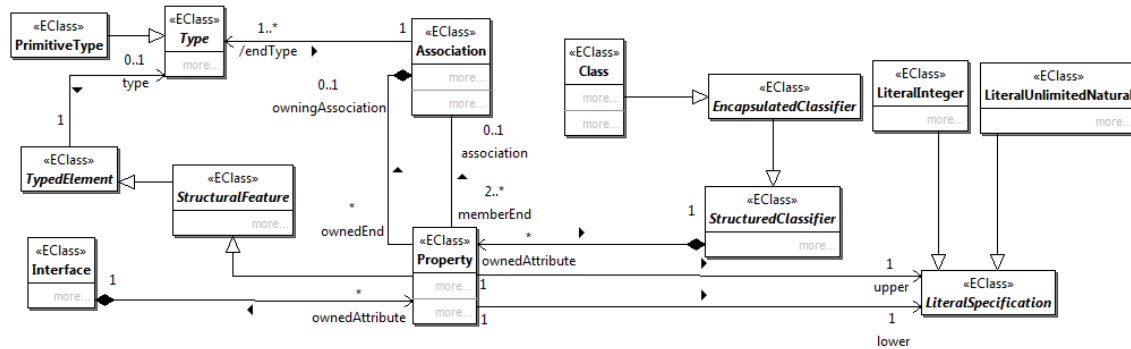 «EClass»
PrimitiveType
«EClass»
Type
more...
1..*
/endType
1
«EClass»
Association
more...
more...
0..1
type
1
0..1
owningAssociation
0..1
association
«EClass»
Class
more...
more...
«EClass»
EncapsulatedClassifier
more...
«EClass»
LiteralInteger
more...
«EClass»
LiteralUnlimitedNatural
more...
«EClass»
TypedElement
«EClass»
StructuralFeature
more...
*
ownedEnd
2..*
memberEnd
«EClass»
Property
more...
more...
*
ownedAttribute
1
«EClass»
StructuredClassifier
more...
«EClass»
Interface
more...
1
*
ownedAttribute
1
1
1
upper
1
lower
«EClass»
LiteralSpecification